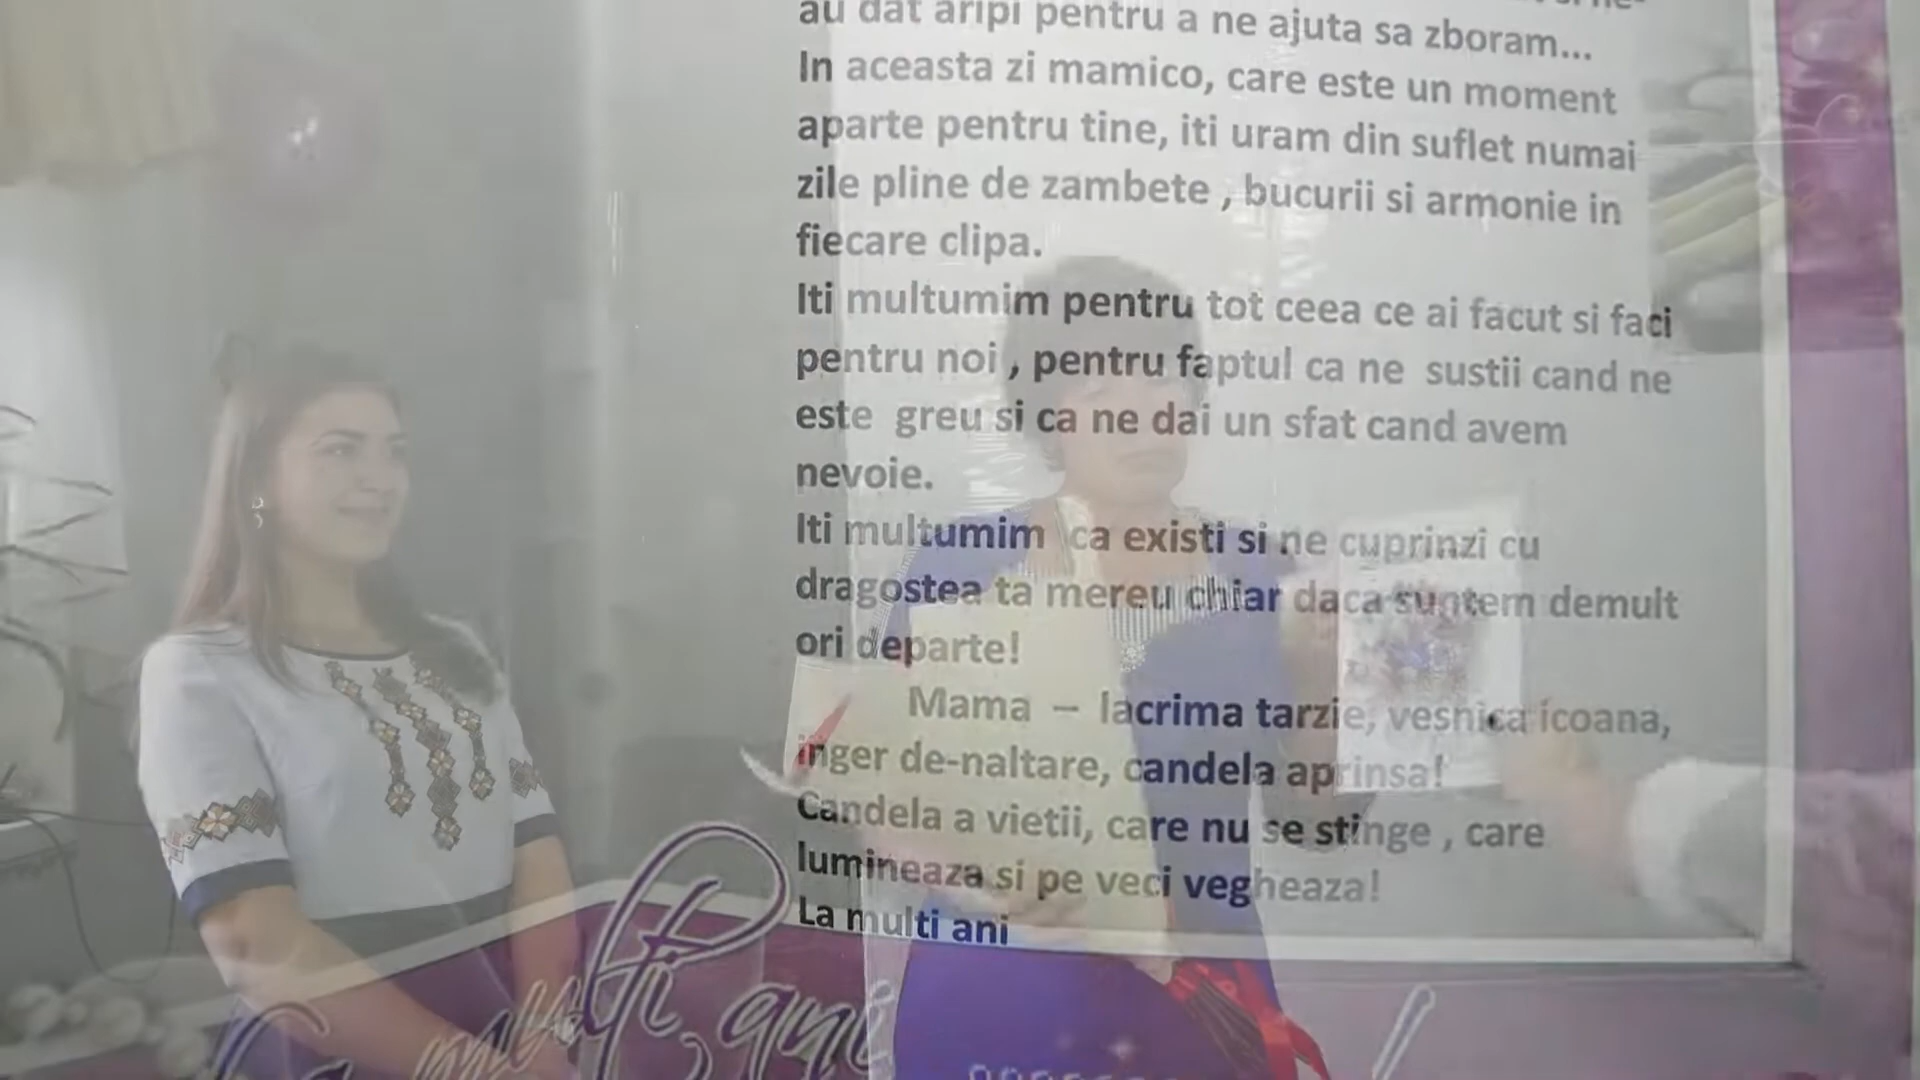 au dat aripi pentru a ne ajuta sa zboram...
In aceasta zi mamico, care este un moment
aparte pentru tine, iti uram din suflet numai
zile pline de zambete , bucurii si armonie in
fiecare clipa.
Iti multumim pentru tot ceea ce ai facut si faci
pentru noi , pentru faptul ca ne sustii cand ne
este greu si ca ne dai un sfat cand avem
nevoie.
Iti multumim ca existi si ne cuprinzi cu
dragostea ta mereu chiar daca suntem demult
ori departe!
Mama – lacrima tarzie, vesnica icoana,
inger de-naltare, candela aprinsa!
Candela a vietii, care nu se stinge , care
lumineaza si pe veci vegheaza!
La multi ani
La mulți ani